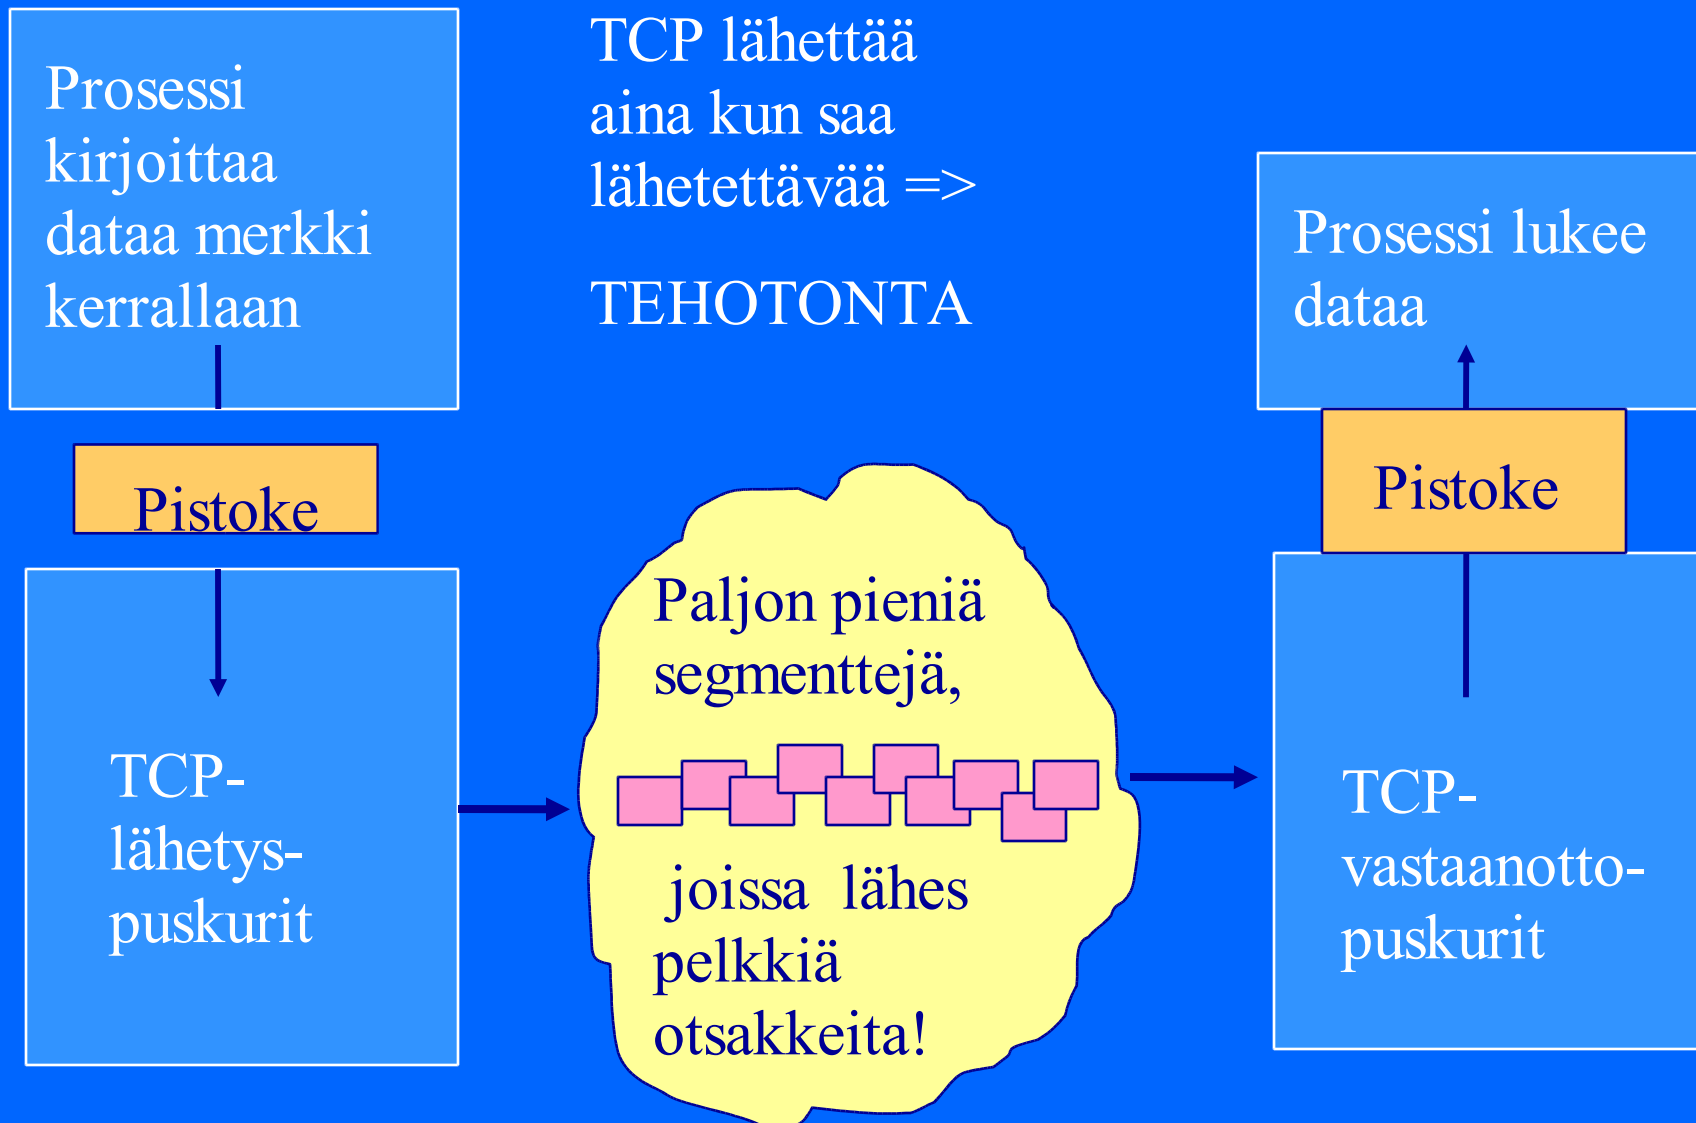 Prosessi
kirjoittaa
dataa merkki
kerrallaan
Pistoke
TCP-
lähetys-
puskurit
TCP lähettää
aina kun saa
lähetettävää =>
TEHOTONTA
Paljon pieniä
segmenttejä,
joissa lähes
pelkkiä
otsakkeita!
Prosessi lukee
dataa
Pistoke
TCP-
vastaanotto-
puskurit